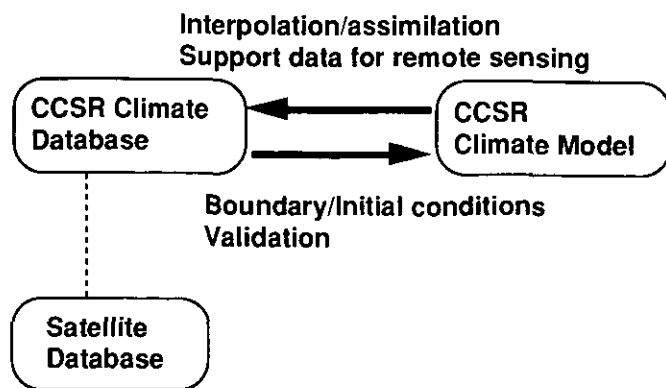 Interpolation/assimilation
Support data for remote sensing
CCSR Climate
Database
CCSR
Climate Model
Boundary/Initial conditions
Validation
Satellite
Database